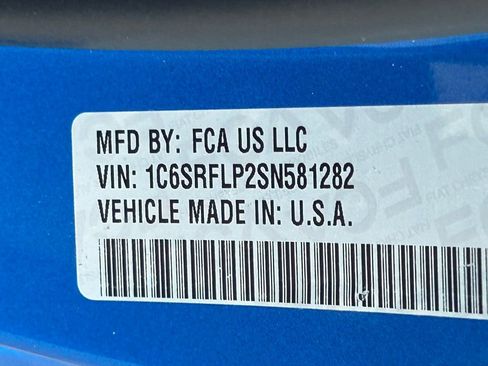 MFD BY: FCA US LLC
VIN: 1C6SRFLP2SN581282
VEHICLE MADE IN: U.S.A.